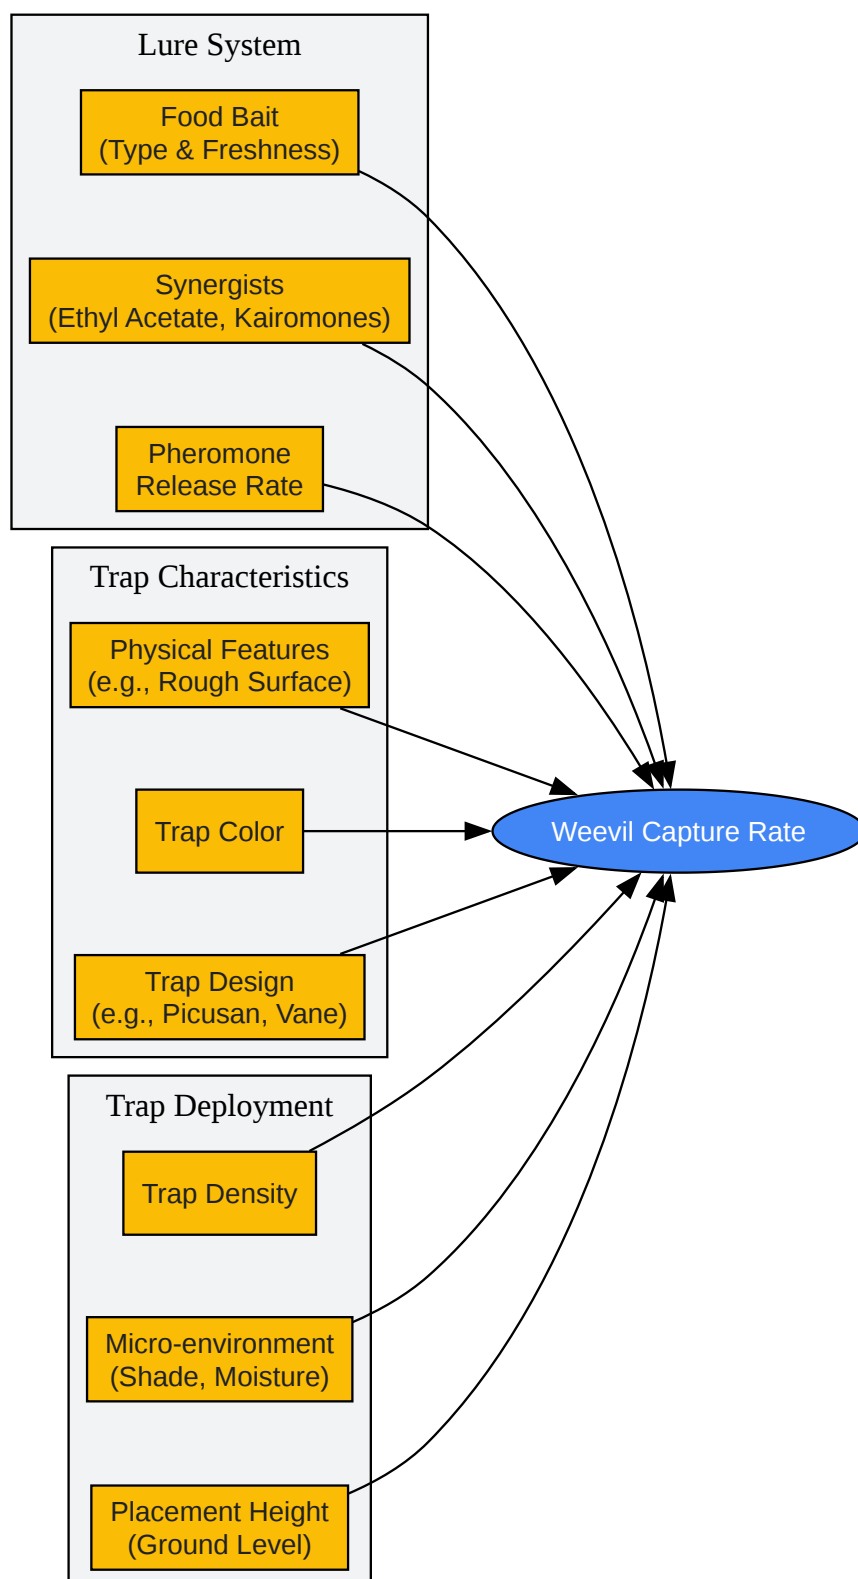 Lure System
Food Bait
(Type & Freshness)
Synergists
(Ethyl Acetate, Kairomones)
Pheromone
Release Rate
Trap Characteristics
Physical Features
(e.g., Rough Surface)
Trap Color
Weevil Capture Rate
Trap Design
(e.g., Picusan, Vane)
Trap Deployment
Trap Density
Micro-environment
(Shade, Moisture)
Placement Height
(Ground Level)